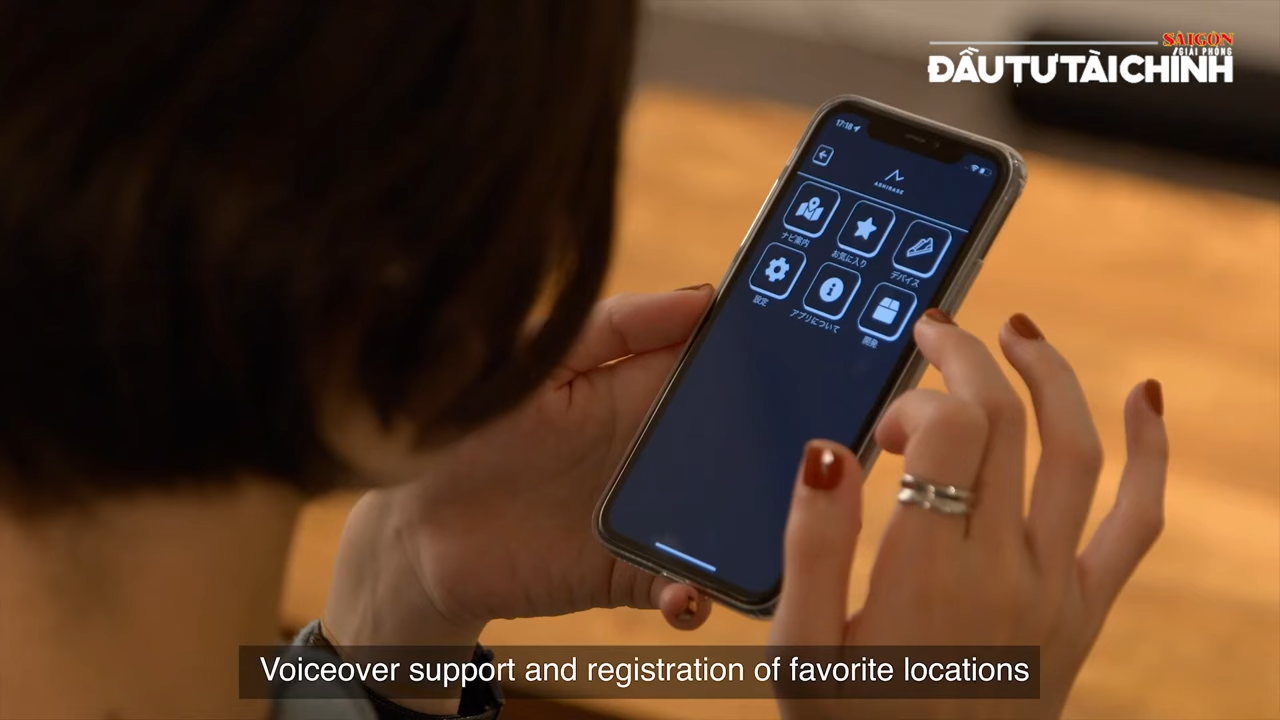 SÀI GÒN
GIẢI PHÓNG
ĐẦU TƯ TÀI CHÍNH
17:18
ASHIRASE
ナビ案内
お気に入り
デバイス
設定
アプリについて
開発
Voiceover support and registration of favorite locations